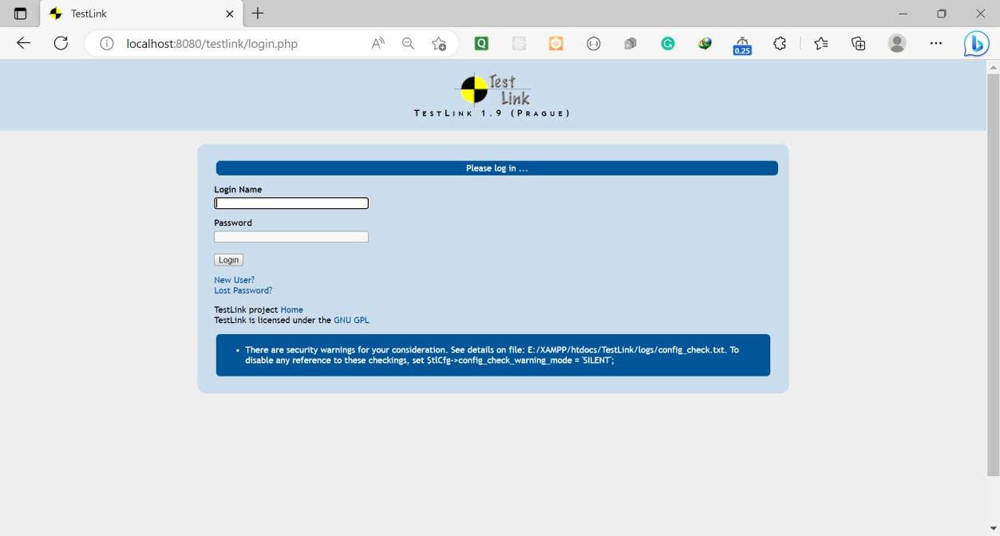 TestLink
localhost:8080/testlink/login.php
0.25
Test
Link
TestLink 1.9 (Prague)
Please log in ...
Login Name
Password
Login
New User?
Lost Password?
TestLink project Home
TestLink is licensed under the GNU GPL
There are security warnings for your consideration. See details on file: E:/XAMPP/htdocs/TestLink/logs/config_check.txt. To
disable any reference to these checkings, set $tlCfg->config_check_warning_mode = 'SILENT';